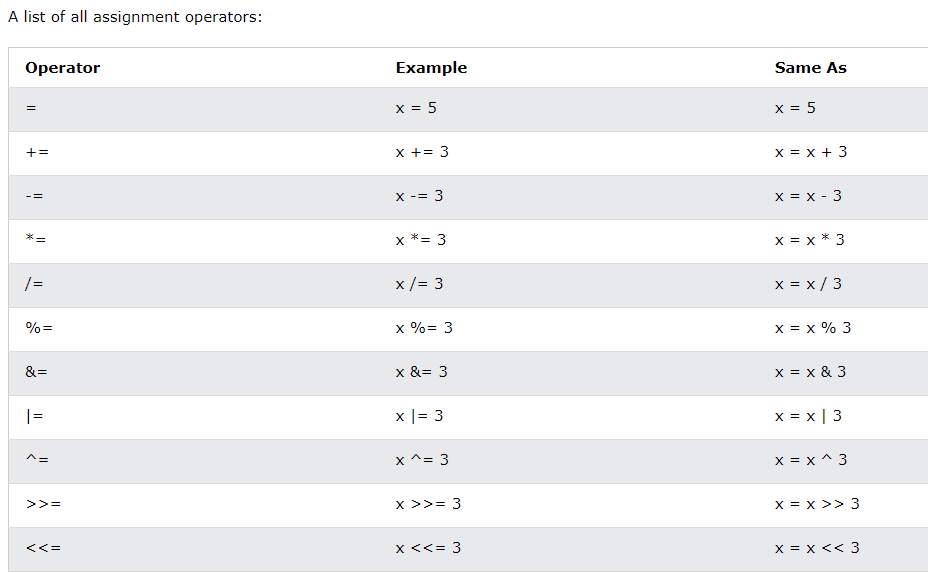 A list of all assignment operators:
Operator Example Same As
= x = 5 x = 5
+= x += 3 x = x + 3
-= x -= 3 x = x - 3
*= x *= 3 x = x * 3
/= x /= 3 x = x / 3
%= x %= 3 x = x % 3
&= x &= 3 x = x & 3
|= x |= 3 x = x | 3
^= x ^= 3 x = x ^ 3
>>= x >>= 3 x = x >> 3
<<= x <<= 3 x = x << 3